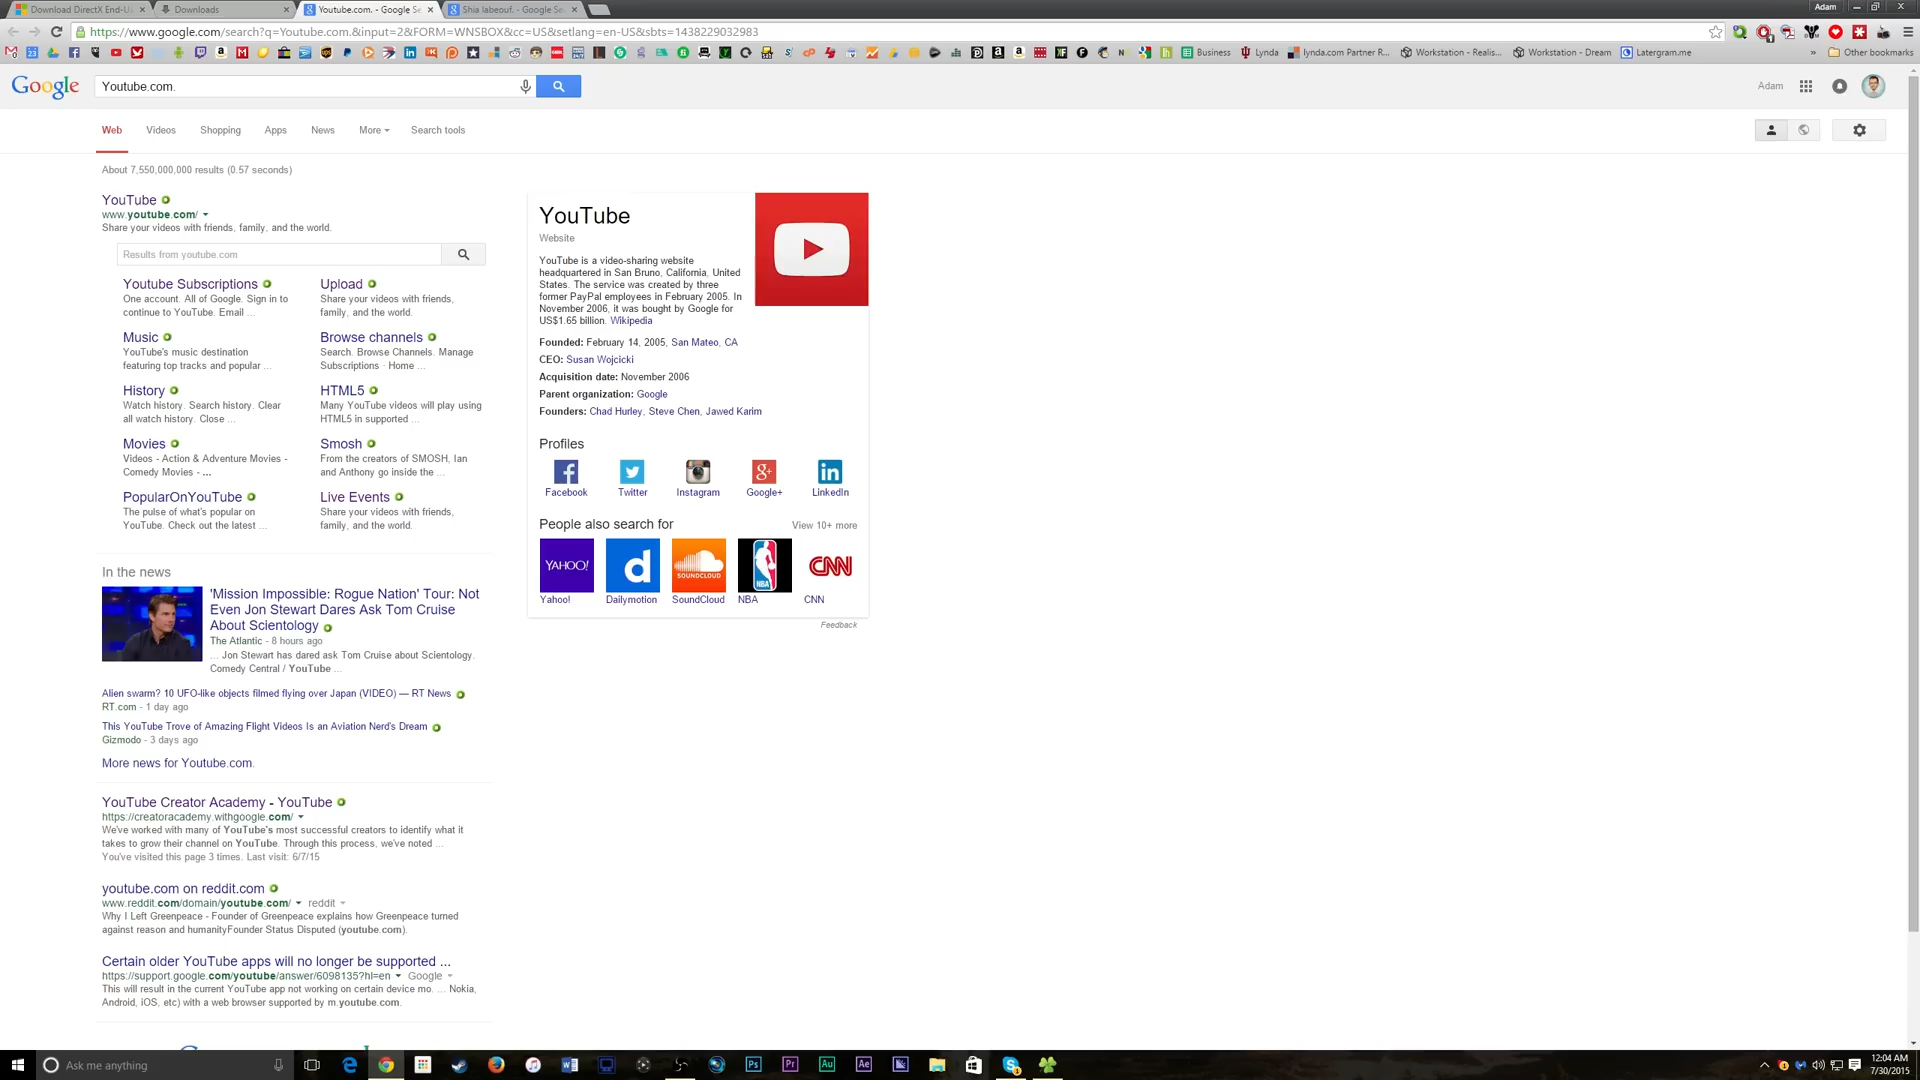 Download DirectX End-U
Downloads
Youtube.com. - Google Se
Shia labeouf. - Google Se
Adam
https://www.google.com/search?q=Youtube.com.&input=2&FORM=WNSBOX&cc=US&setlang=en-US&sbts=1438229032983
Business
Lynda
lynda.com Partner R...
Workstation - Realis...
Workstation - Dream
Latergram.me
»
Other bookmarks
Google
Youtube.com.
Adam
Web
Videos
Shopping
Apps
News
More
Search tools
About 7,550,000,000 results (0.57 seconds)
YouTube
www.youtube.com/
Share your videos with friends, family, and the world.
Results from youtube.com
Youtube Subscriptions
One account. All of Google. Sign in to
continue to YouTube. Email ...
Upload
Share your videos with friends,
family, and the world.
Music
YouTube's music destination
featuring top tracks and popular ...
Browse channels
Search. Browse Channels. Manage
Subscriptions · Home ...
History
Watch history. Search history. Clear
all watch history. Close ...
HTML5
Many YouTube videos will play using
HTML5 in supported ...
Movies
Videos - Action & Adventure Movies -
Comedy Movies - ...
Smosh
From the creators of SMOSH, Ian
and Anthony go inside the ...
PopularOnYouTube
The pulse of what's popular on
YouTube. Check out the latest ...
Live Events
Share your videos with friends,
family, and the world.
In the news
'Mission Impossible: Rogue Nation' Tour: Not
Even Jon Stewart Dares Ask Tom Cruise
About Scientology
The Atlantic - 8 hours ago
... Jon Stewart has dared ask Tom Cruise about Scientology.
Comedy Central / YouTube ...
Alien swarm? 10 UFO-like objects filmed flying over Japan (VIDEO) — RT News
RT.com - 1 day ago
This YouTube Trove of Amazing Flight Videos Is an Aviation Nerd's Dream
Gizmodo - 3 days ago
More news for Youtube.com.
YouTube Creator Academy - YouTube
https://creatoracademy.withgoogle.com/
We've worked with many of YouTube's most successful creators to identify what it
takes to grow their channel on YouTube. Through this process, we've noted ...
You've visited this page 3 times. Last visit: 6/7/15
youtube.com on reddit.com
www.reddit.com/domain/youtube.com/
reddit
Why I Left Greenpeace - Founder of Greenpeace explains how Greenpeace turned
against reason and humanityFounder Status Disputed (youtube.com).
Certain older YouTube apps will no longer be supported ...
https://support.google.com/youtube/answer/6098135?hl=en
Google
This will result in the current YouTube app not working on certain device mo. ... Nokia,
Android, iOS, etc) with a web browser supported by m.youtube.com.
YouTube
Website
YouTube is a video-sharing website
headquartered in San Bruno, California, United
States. The service was created by three
former PayPal employees in February 2005. In
November 2006, it was bought by Google for
US$1.65 billion. Wikipedia
Founded: February 14, 2005, San Mateo, CA
CEO: Susan Wojcicki
Acquisition date: November 2006
Parent organization: Google
Founders: Chad Hurley, Steve Chen, Jawed Karim
Profiles
Facebook
Twitter
Instagram
Google+
LinkedIn
People also search for
View 10+ more
YAHOO!
d
SOUNDCLOUD
NBA
CNN
Yahoo!
Dailymotion
SoundCloud
NBA
CNN
Feedback
Ask me anything
Ps
Pr
Au
Ae
12:04 AM
7/30/2015